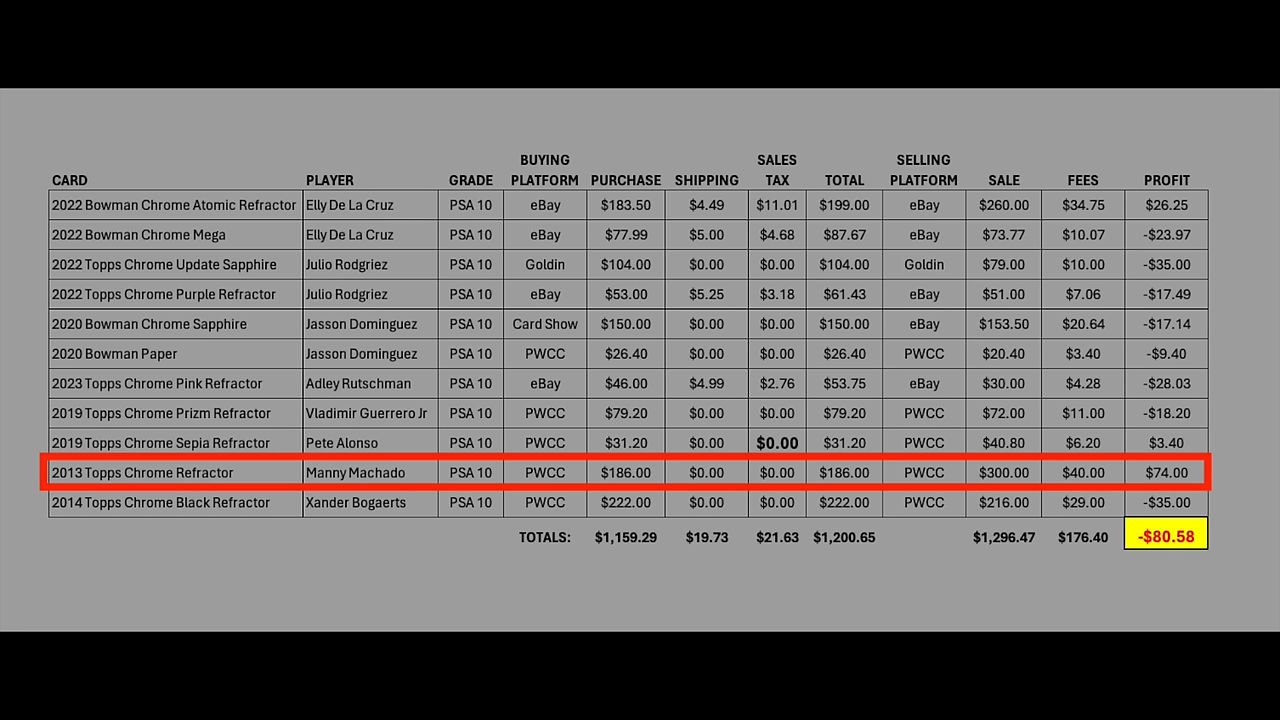 BUYING SALES SELLING
CARD PLAYER GRADE PLATFORM PURCHASE SHIPPING TAX TOTAL PLATFORM SALE FEES PROFIT
2022 Bowman Chrome Atomic Refractor Elly De La Cruz PSA 10 eBay $183.50 $4.49 $11.01 $199.00 eBay $260.00 $34.75 $26.25
2022 Bowman Chrome Mega Elly De La Cruz PSA 10 eBay $77.99 $5.00 $4.68 $87.67 eBay $73.77 $10.07 -$23.97
2022 Topps Chrome Update Sapphire Julio Rodgriez PSA 10 Goldin $104.00 $0.00 $0.00 $104.00 Goldin $79.00 $10.00 -$35.00
2022 Topps Chrome Purple Refractor Julio Rodgriez PSA 10 eBay $53.00 $5.25 $3.18 $61.43 eBay $51.00 $7.06 -$17.49
2020 Bowman Chrome Sapphire Jasson Dominguez PSA 10 Card Show $150.00 $0.00 $0.00 $150.00 eBay $153.50 $20.64 -$17.14
2020 Bowman Paper Jasson Dominguez PSA 10 PWCC $26.40 $0.00 $0.00 $26.40 PWCC $20.40 $3.40 -$9.40
2023 Topps Chrome Pink Refractor Adley Rutschman PSA 10 eBay $46.00 $4.99 $2.76 $53.75 eBay $30.00 $4.28 -$28.03
2019 Topps Chrome Prizm Refractor Vladimir Guerrero Jr PSA 10 PWCC $79.20 $0.00 $0.00 $79.20 PWCC $72.00 $11.00 -$18.20
2019 Topps Chrome Sepia Refractor Pete Alonso PSA 10 PWCC $31.20 $0.00 $0.00 $31.20 PWCC $40.80 $6.20 $3.40
2013 Topps Chrome Refractor Manny Machado PSA 10 PWCC $186.00 $0.00 $0.00 $186.00 PWCC $300.00 $40.00 $74.00
2014 Topps Chrome Black Refractor Xander Bogaerts PSA 10 PWCC $222.00 $0.00 $0.00 $222.00 PWCC $216.00 $29.00 -$35.00
TOTALS: $1,159.29 $19.73 $21.63 $1,200.65 $1,296.47 $176.40 -$80.58